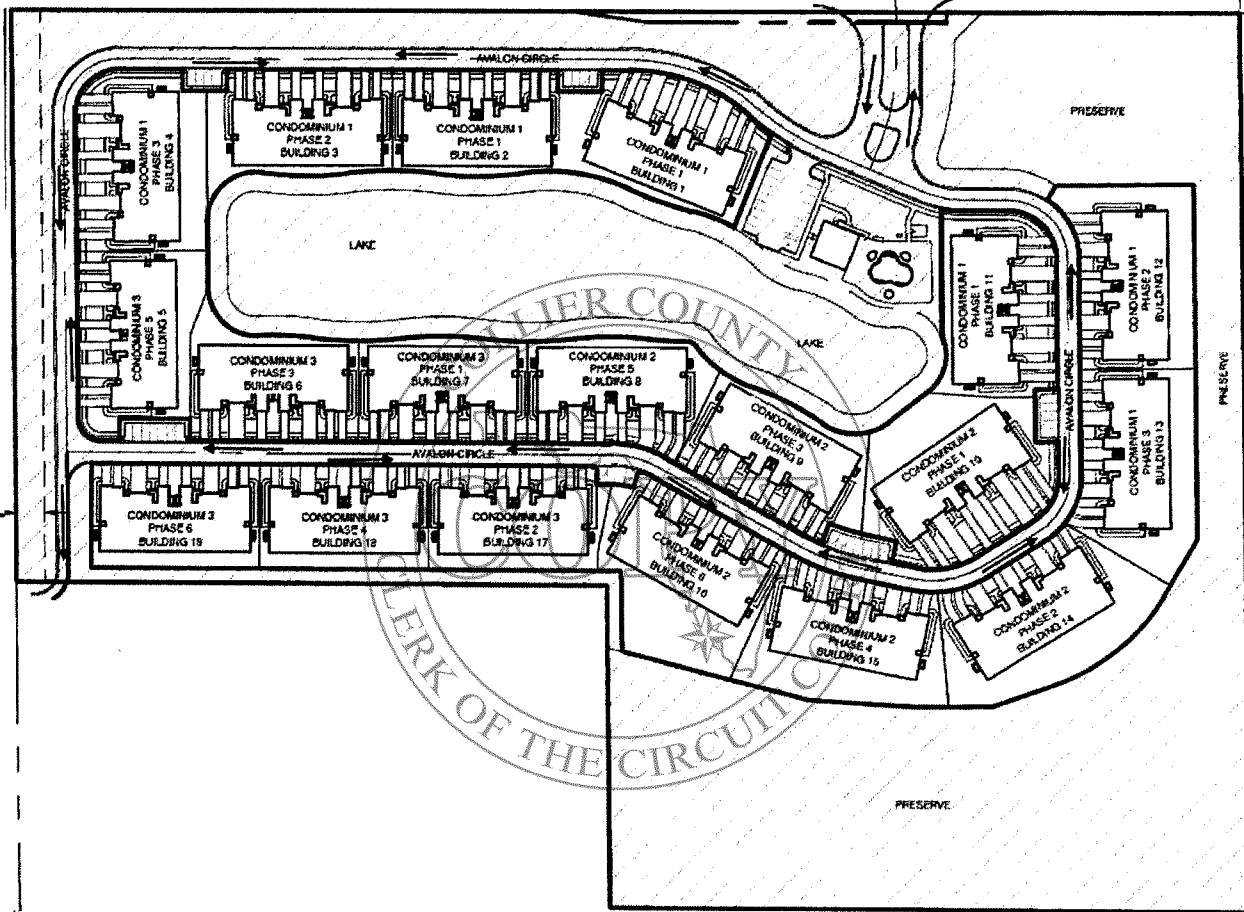 AVALON CIRCLE
PRESERVE
CONDOMINIUM 1
PHASE 3
BUILDING 4
AVALON CIRCLE
CONDOMINIUM 1
PHASE 2
BUILDING 3
CONDOMINIUM 1
PHASE 1
BUILDING 2
CONDOMINIUM 1
PHASE 1
BUILDING 1
LAKE
CONDOMINIUM 1
PHASE 1
BUILDING 11
CONDOMINIUM 1
PHASE 2
BUILDING 12
CONDOMINIUM 3
PHASE 5
BUILDING 5
LAKE
PRESERVE
CONDOMINIUM 3
PHASE 3
BUILDING 6
CONDOMINIUM 3
PHASE 1
BUILDING 7
CONDOMINIUM 2
PHASE 5
BUILDING 8
AVALON CIRCLE
CONDOMINIUM 2
PHASE 3
BUILDING 9
CONDOMINIUM 2
PHASE 1
BUILDING 10
CONDOMINIUM 1
PHASE 3
BUILDING 13
AVALON CIRCLE
CONDOMINIUM 3
PHASE 6
BUILDING 19
CONDOMINIUM 3
PHASE 4
BUILDING 18
CONDOMINIUM 3
PHASE 2
BUILDING 17
CONDOMINIUM 2
PHASE 6
BUILDING 16
CONDOMINIUM 2
PHASE 4
BUILDING 15
CONDOMINIUM 2
PHASE 2
BUILDING 14
PRESERVE
COLLIER COUNTY
COPY
CLERK OF THE CIRCUIT